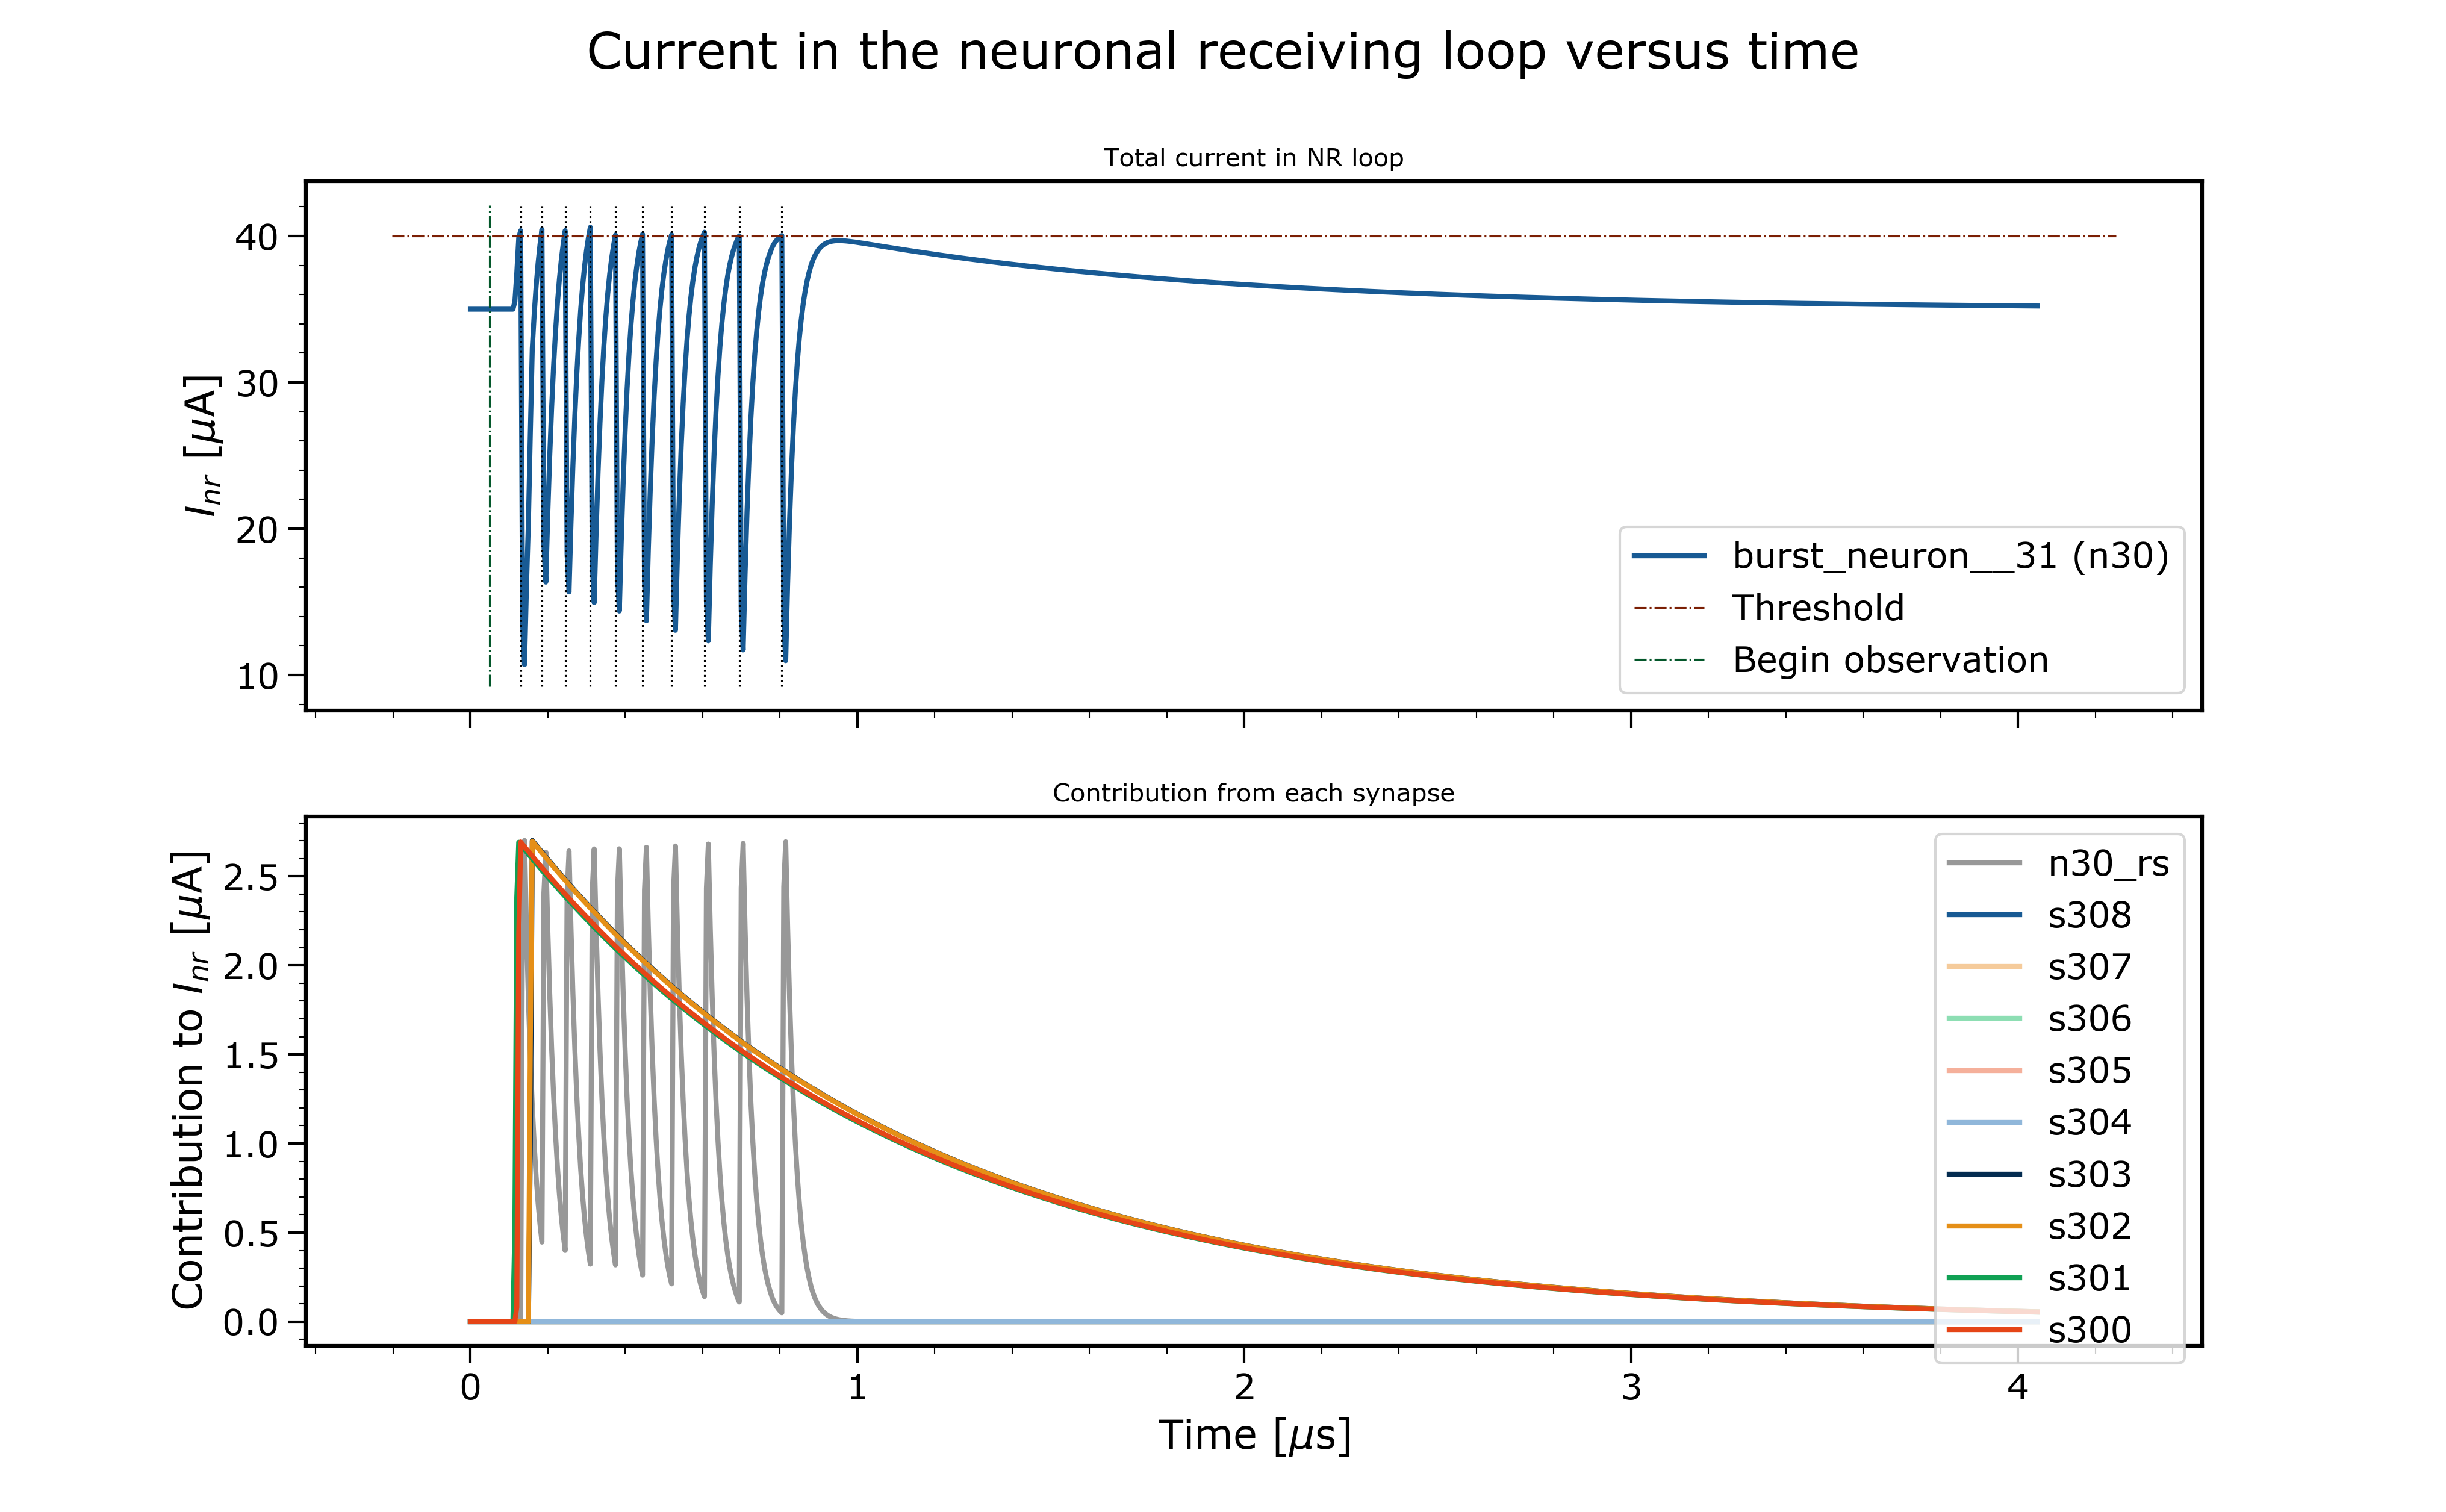 Current in the neuronal receiving loop versus time
Total current in NR loop
40
30
20
10
I_nr [μA]
burst_neuron__31 (n30)
Threshold
Begin observation
Contribution from each synapse
2.5
2.0
1.5
1.0
0.5
0.0
Contribution to I_nr [μA]
n30_rs
s308
s307
s306
s305
s304
s303
s302
s301
s300
0 1 2 3 4
Time [μs]